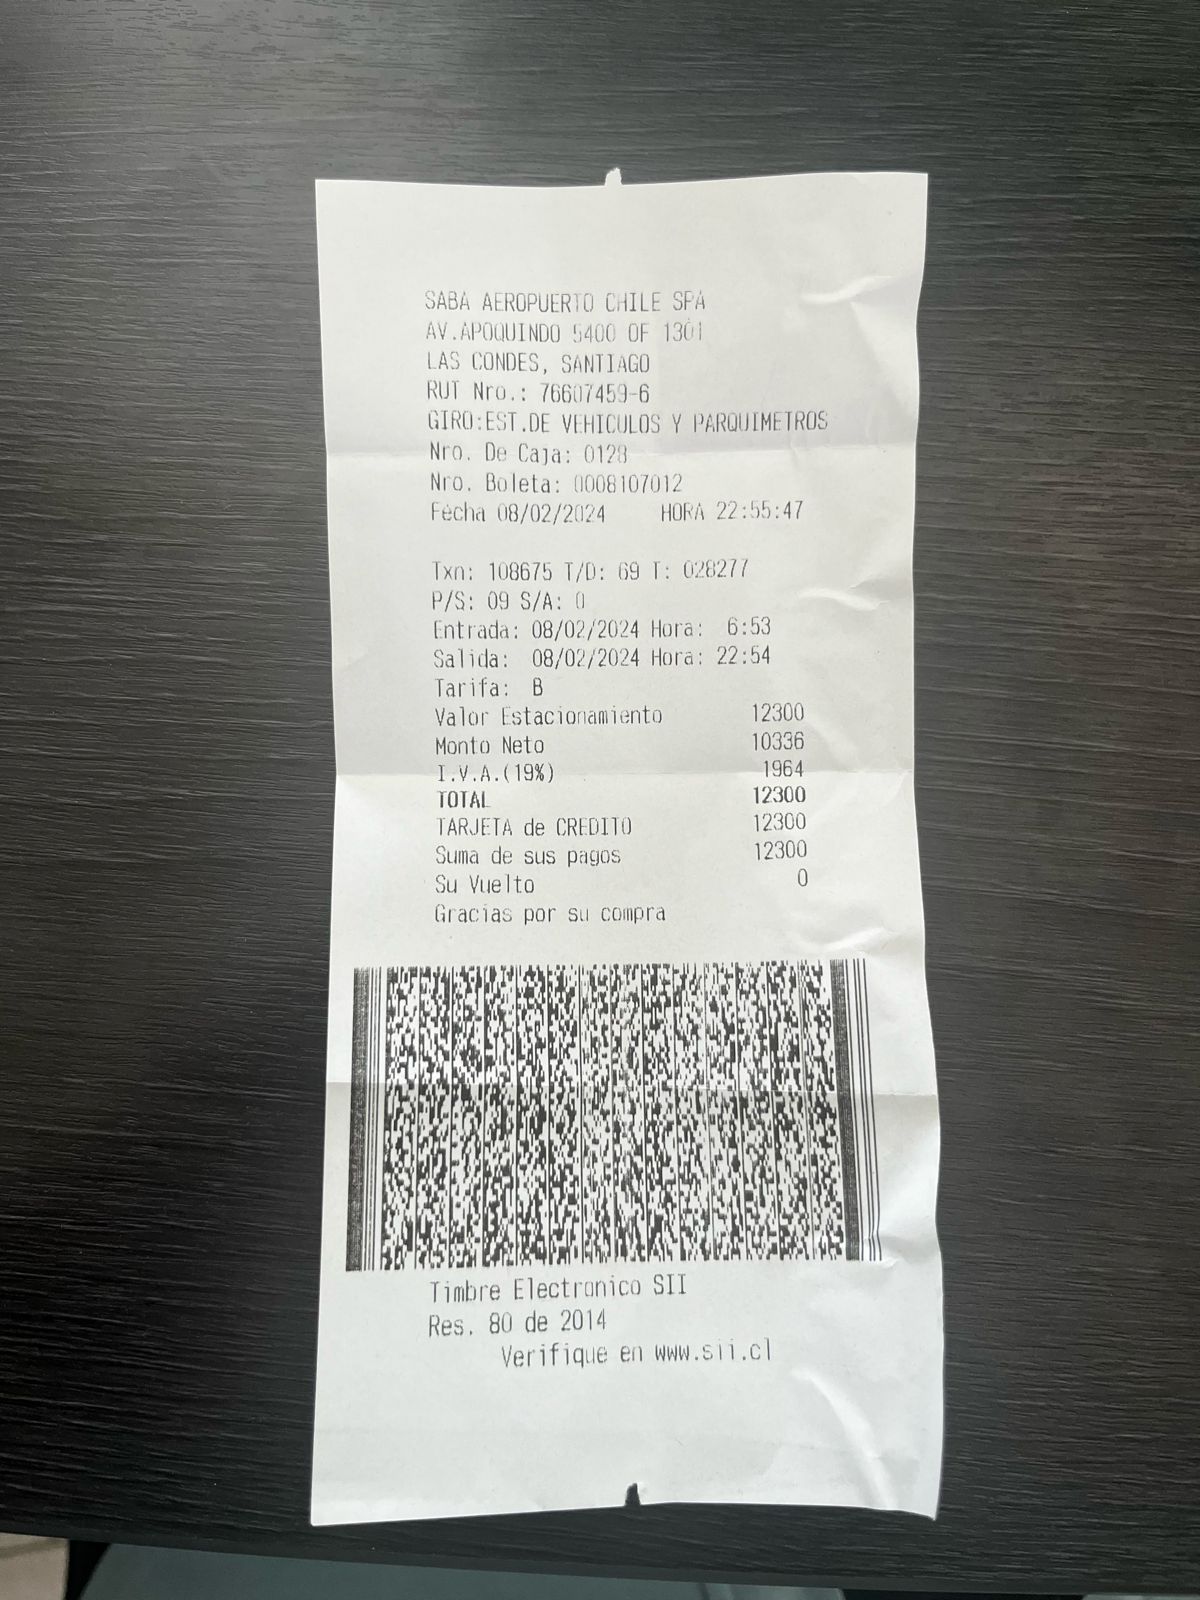 SABA AEROPUERTO CHILE SPA
AV.APOQUINDO 5400 OF 1301
LAS CONDES, SANTIAGO
RUT Nro.: 76607459-6
GIRO:EST.DE VEHICULOS Y PARQUIMETROS
Nro. De Caja: 0128
Nro. Boleta: 0008107012
Fecha 08/02/2024 HORA 22:55:47
Txn: 108675 T/D: 69 T: 028277
P/S: 09 S/A: 0
Entrada: 08/02/2024 Hora: 6:53
Salida: 08/02/2024 Hora: 22:54
Tarifa: B
Valor Estacionamiento 12300
Monto Neto 10336
I.V.A.(19%) 1964
TOTAL 12300
TARJETA de CREDITO 12300
Suma de sus pagos 12300
Su Vuelto 0
Gracias por su compra
Timbre Electronico SII
Res. 80 de 2014
Verifique en www.sii.cl